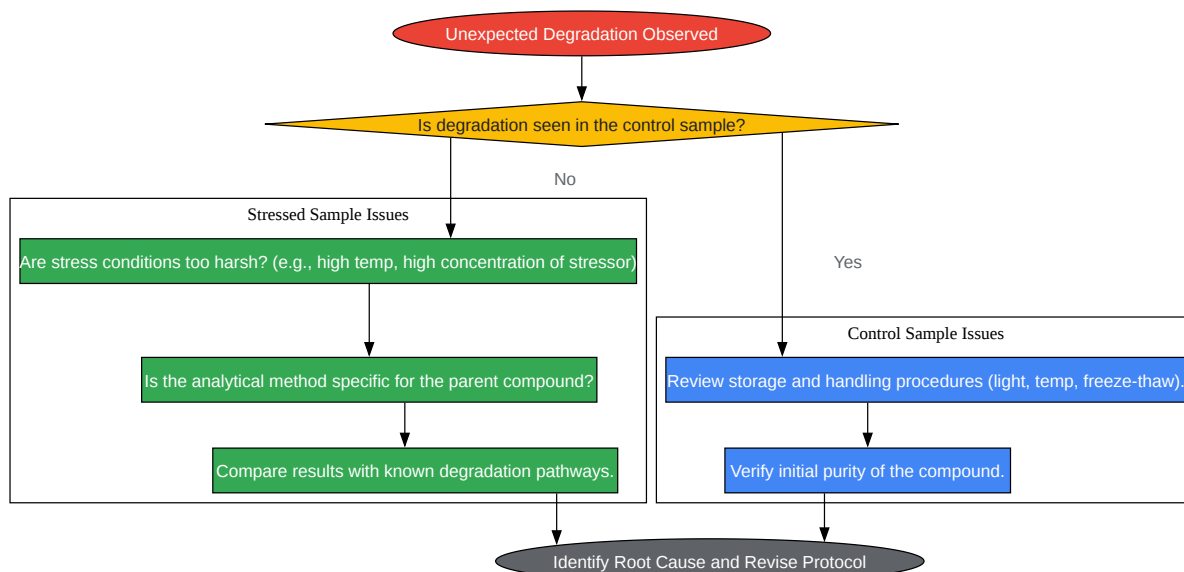 Unexpected Degradation Observed
Is degradation seen in the control sample?
No
Yes
Stressed Sample Issues
Are stress conditions too harsh? (e.g., high temp, high concentration of stressor)
Is the analytical method specific for the parent compound?
Compare results with known degradation pathways.
Control Sample Issues
Review storage and handling procedures (light, temp, freeze-thaw).
Verify initial purity of the compound.
Identify Root Cause and Revise Protocol